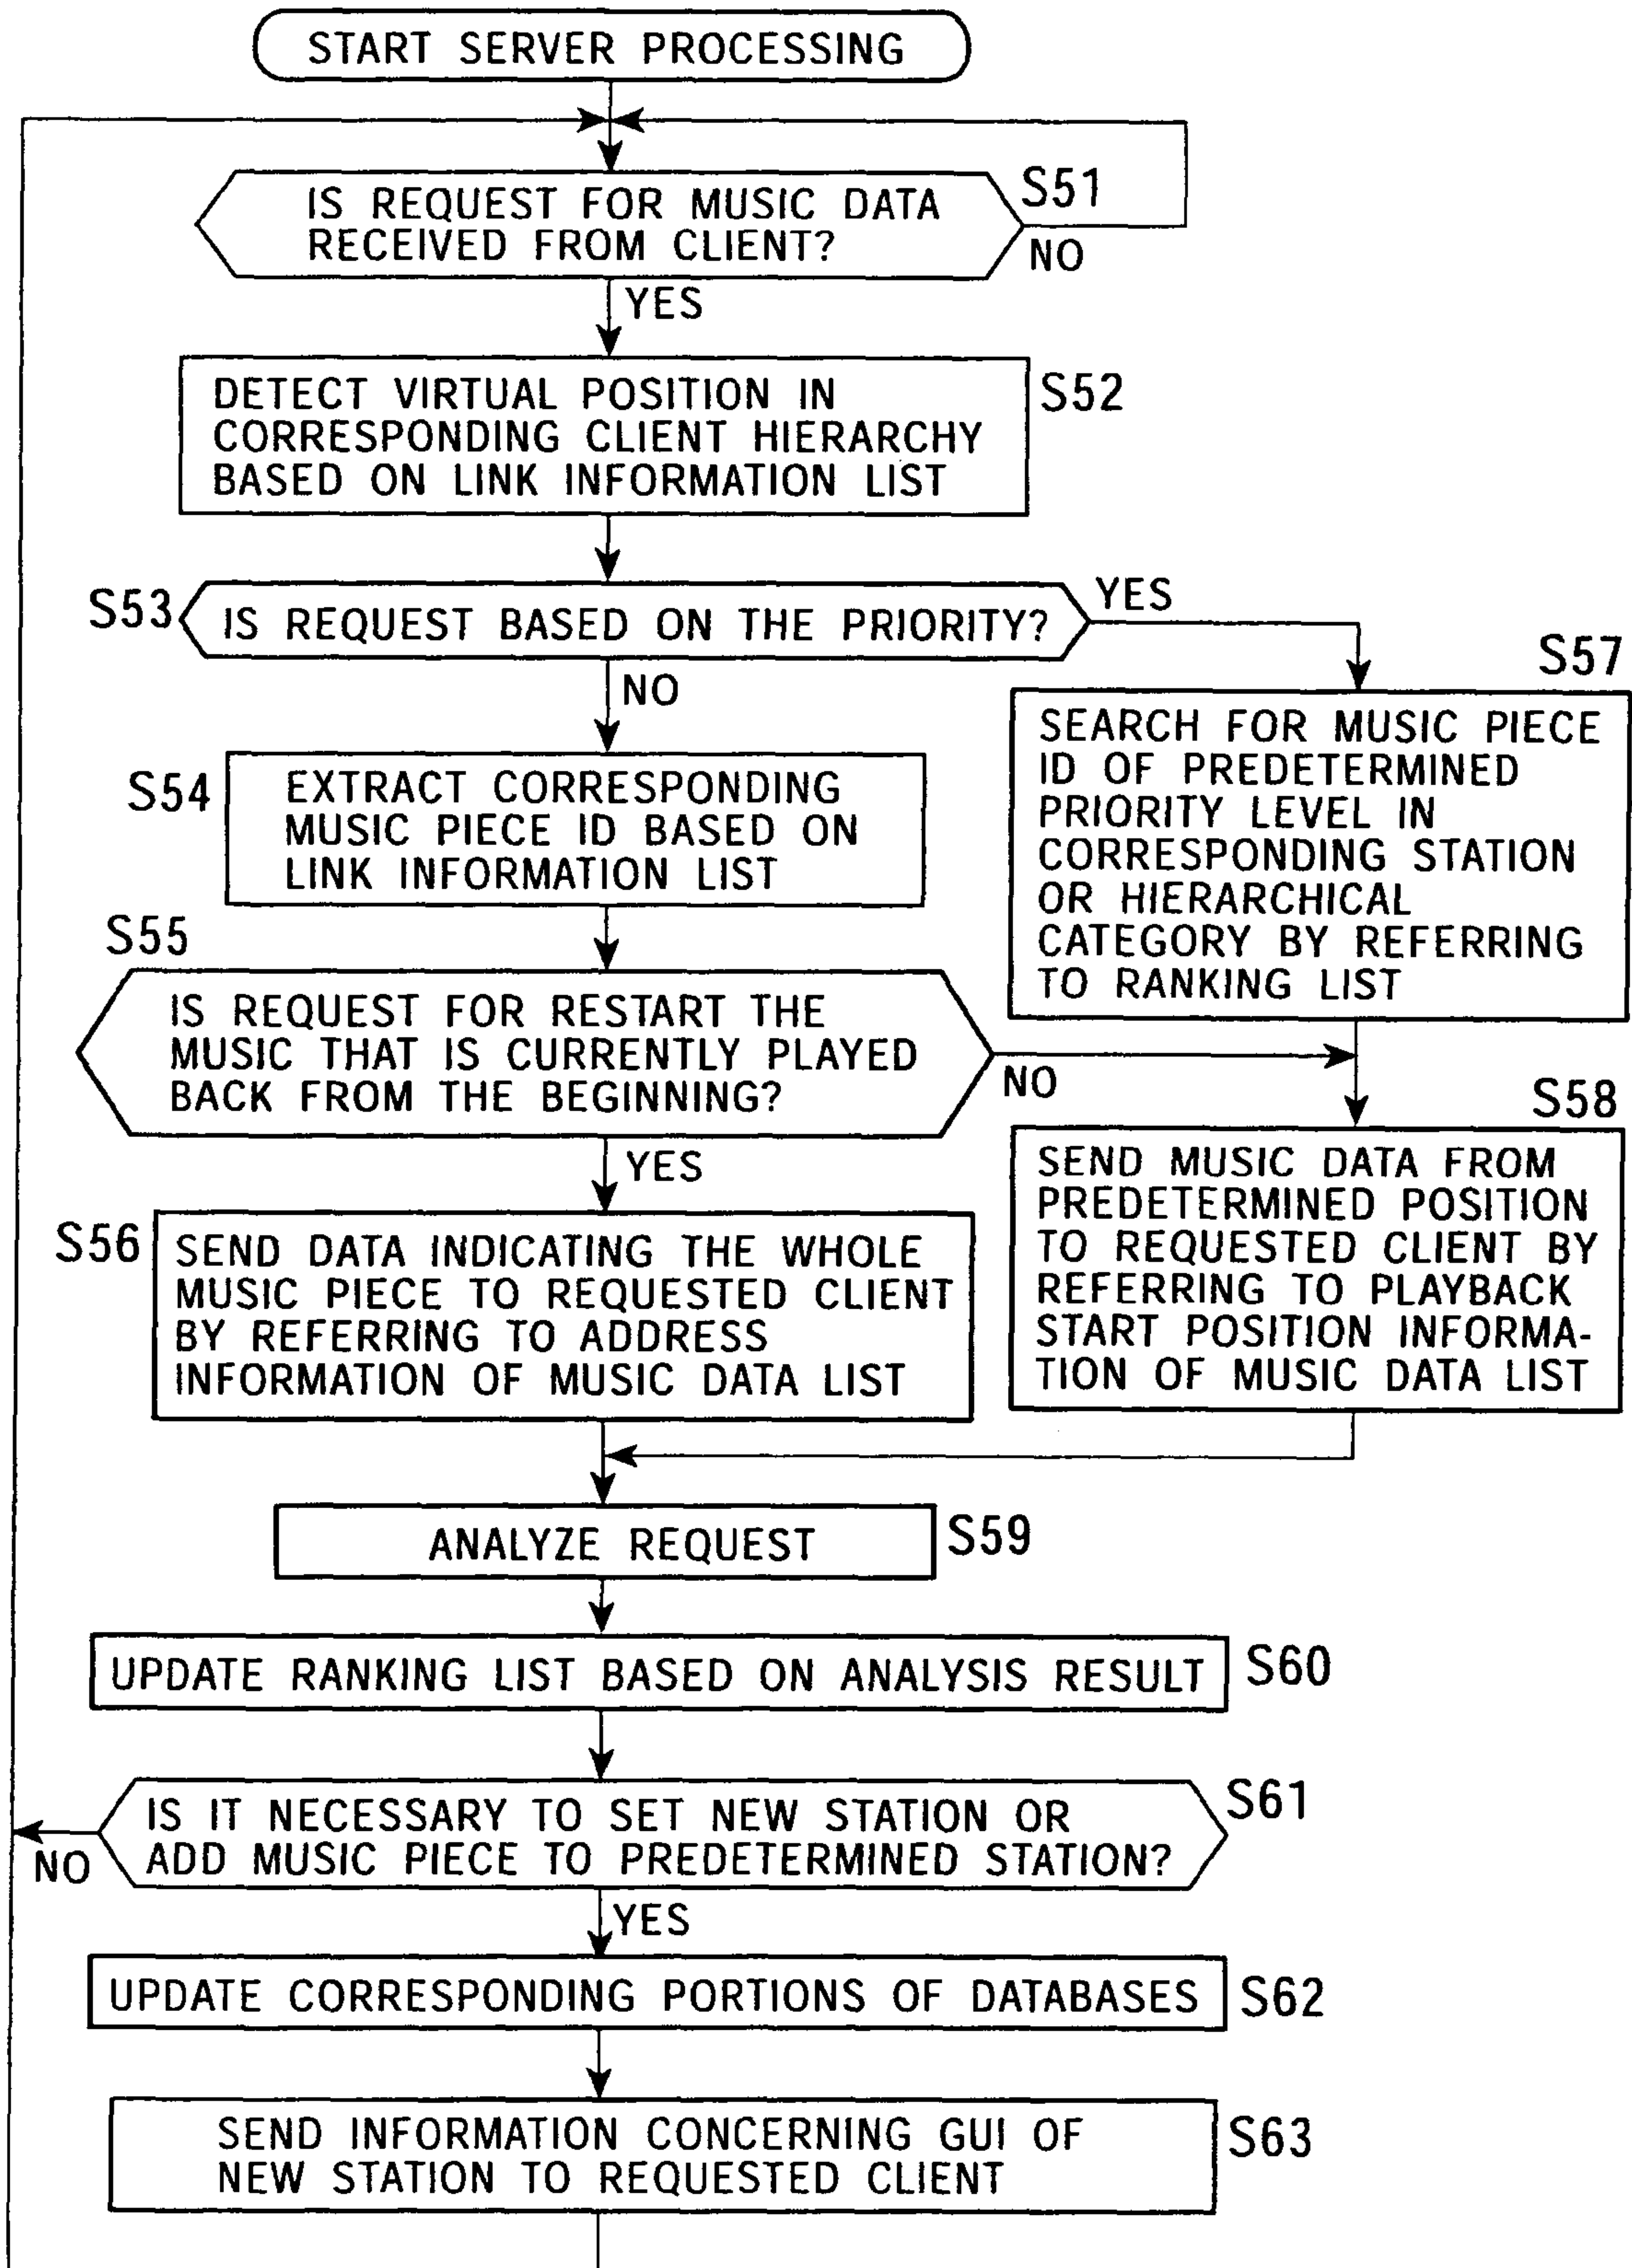 START SERVER PROCESSING
IS REQUEST FOR MUSIC DATA
RECEIVED FROM CLIENT?
S51
NO
YES
DETECT VIRTUAL POSITION IN
CORRESPONDING CLIENT HIERARCHY
BASED ON LINK INFORMATION LIST
S52
S53
IS REQUEST BASED ON THE PRIORITY?
YES
NO
S57
SEARCH FOR MUSIC PIECE
ID OF PREDETERMINED
PRIORITY LEVEL IN
CORRESPONDING STATION
OR HIERARCHICAL
CATEGORY BY REFERRING
TO RANKING LIST
S54
EXTRACT CORRESPONDING
MUSIC PIECE ID BASED ON
LINK INFORMATION LIST
S55
IS REQUEST FOR RESTART THE
MUSIC THAT IS CURRENTLY PLAYED
BACK FROM THE BEGINNING?
NO
YES
S58
SEND MUSIC DATA FROM
PREDETERMINED POSITION
TO REQUESTED CLIENT BY
REFERRING TO PLAYBACK
START POSITION INFORMA-
TION OF MUSIC DATA LIST
S56
SEND DATA INDICATING THE WHOLE
MUSIC PIECE TO REQUESTED CLIENT
BY REFERRING TO ADDRESS
INFORMATION OF MUSIC DATA LIST
ANALYZE REQUEST
S59
UPDATE RANKING LIST BASED ON ANALYSIS RESULT
S60
IS IT NECESSARY TO SET NEW STATION OR
ADD MUSIC PIECE TO PREDETERMINED STATION?
S61
NO
YES
UPDATE CORRESPONDING PORTIONS OF DATABASES
S62
SEND INFORMATION CONCERNING GUI OF
NEW STATION TO REQUESTED CLIENT
S63